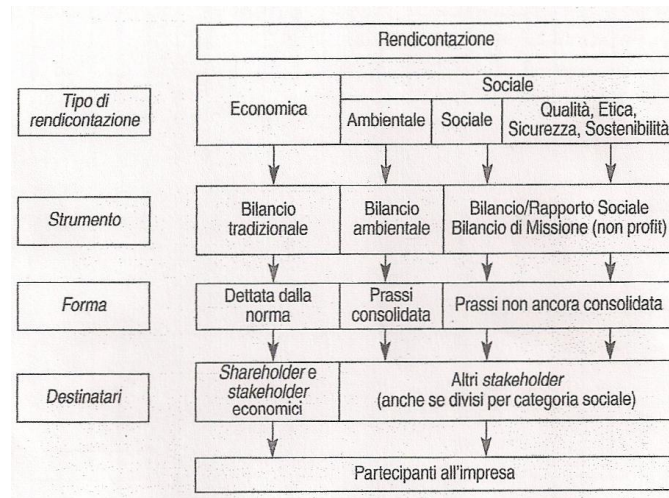 Rendicontazione
Tipo di
rendicontazione
Economica
Sociale
Ambientale
Sociale
Qualità, Etica,
Sicurezza, Sostenibilità
Strumento
Bilancio
tradizionale
Bilancio
ambientale
Bilancio/Rapporto Sociale
Bilancio di Missione (non profit)
Forma
Dettata dalla
norma
Prassi
consolidata
Prassi non ancora consolidata
Destinatari
Shareholder e
stakeholder
economici
Altri stakeholder
(anche se divisi per categoria sociale)
Partecipanti all'impresa